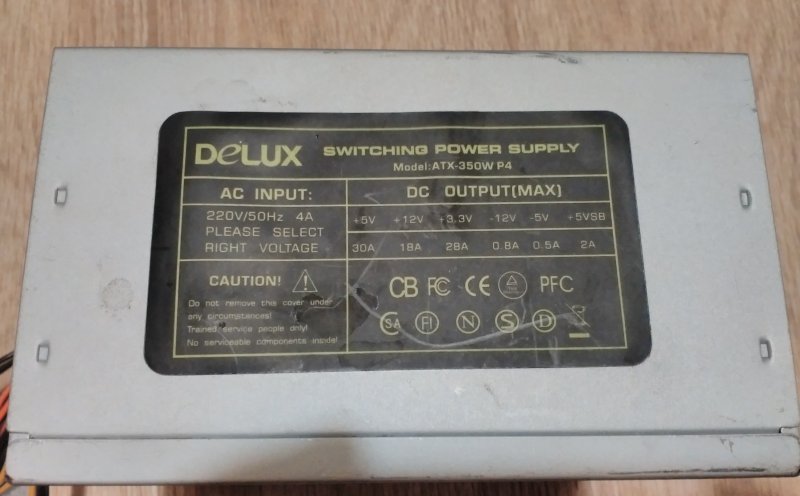 DeLUX SWITCHING POWER SUPPLY
Model:ATX-350W P4
AC INPUT: DC OUTPUT(MAX)
220V/50Hz 4A
PLEASE SELECT
RIGHT VOLTAGE
+5V +12V +3.3V -12V -5V +5VSB
30A 18A 28A 0.8A 0.5A 2A
CAUTION!
Do not remove this cover under
any circumstances!
Trained service people only!
No serviceable components inside!
CB FC CE PFC
SA FI N S D